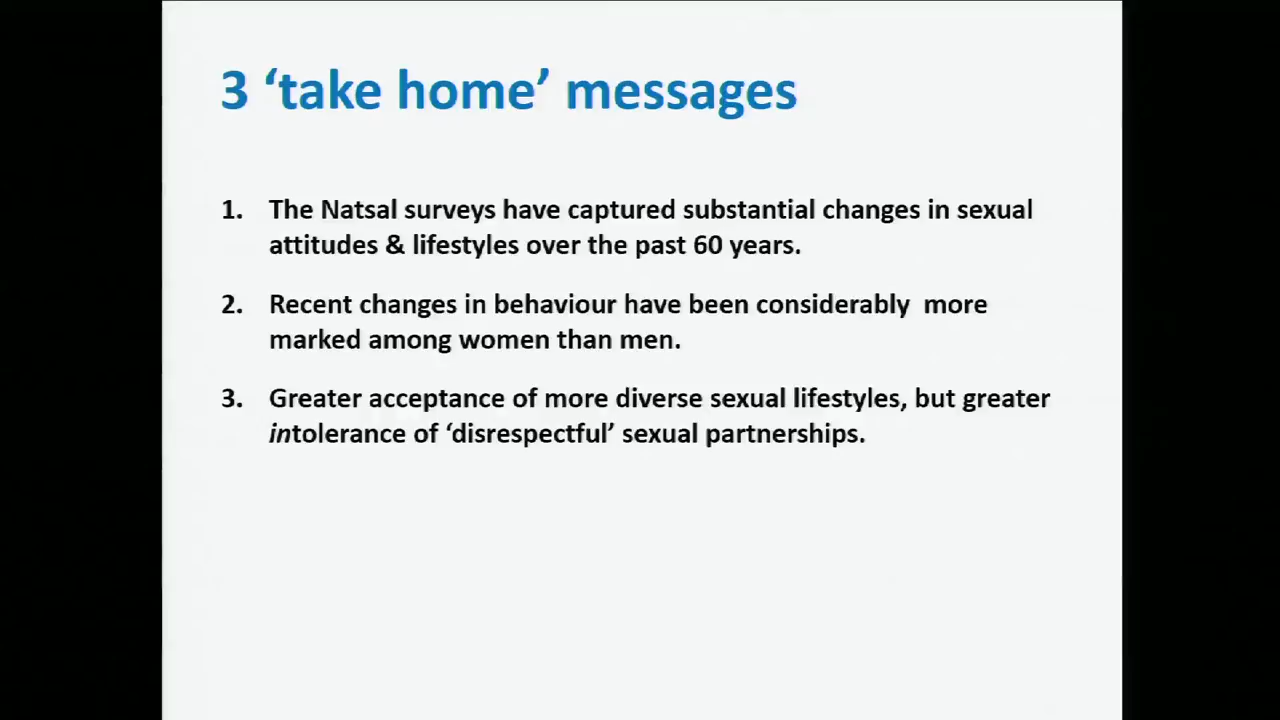 3 ‘take home’ messages
1. The Natsal surveys have captured substantial changes in sexual
attitudes & lifestyles over the past 60 years.
2. Recent changes in behaviour have been considerably  more
marked among women than men.
3. Greater acceptance of more diverse sexual lifestyles, but greater
intolerance of ‘disrespectful’ sexual partnerships.